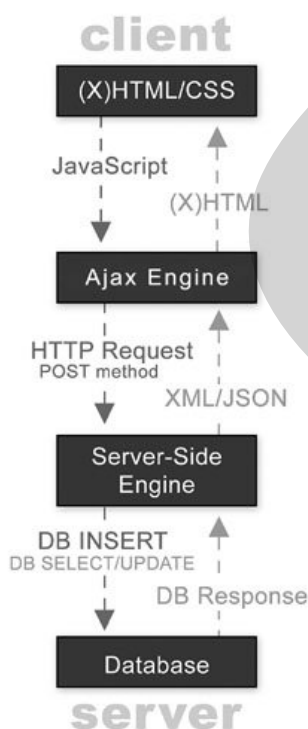 client
(X)HTML/CSS
JavaScript
(X)HTML
Ajax Engine
HTTP Request
POST method
XML/JSON
Server-Side
Engine
DB INSERT
DB SELECT/UPDATE
DB Response
Database
server